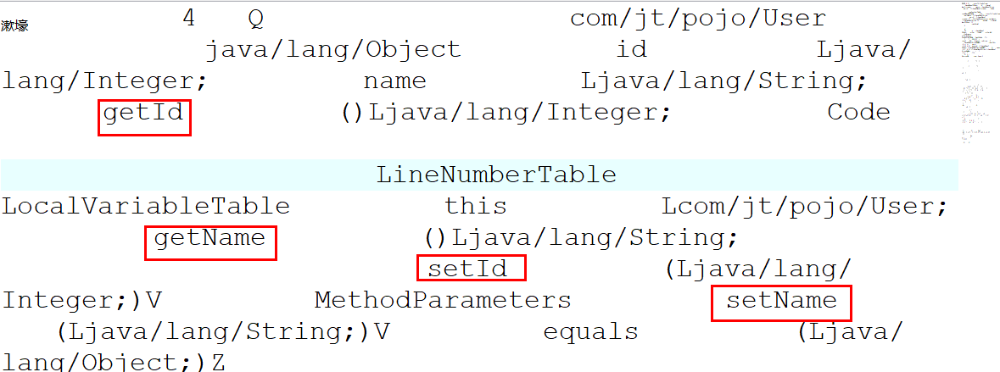 漱壕 4 Q com/jt/pojo/User
java/lang/Object id Ljava/
lang/Integer; name Ljava/lang/String;
getId ()Ljava/lang/Integer; Code
LineNumberTable
LocalVariableTable this Lcom/jt/pojo/User;
getName ()Ljava/lang/String;
setId (Ljava/lang/
Integer;)V MethodParameters setName
(Ljava/lang/String;)V equals (Ljava/
lang/Object;)Z